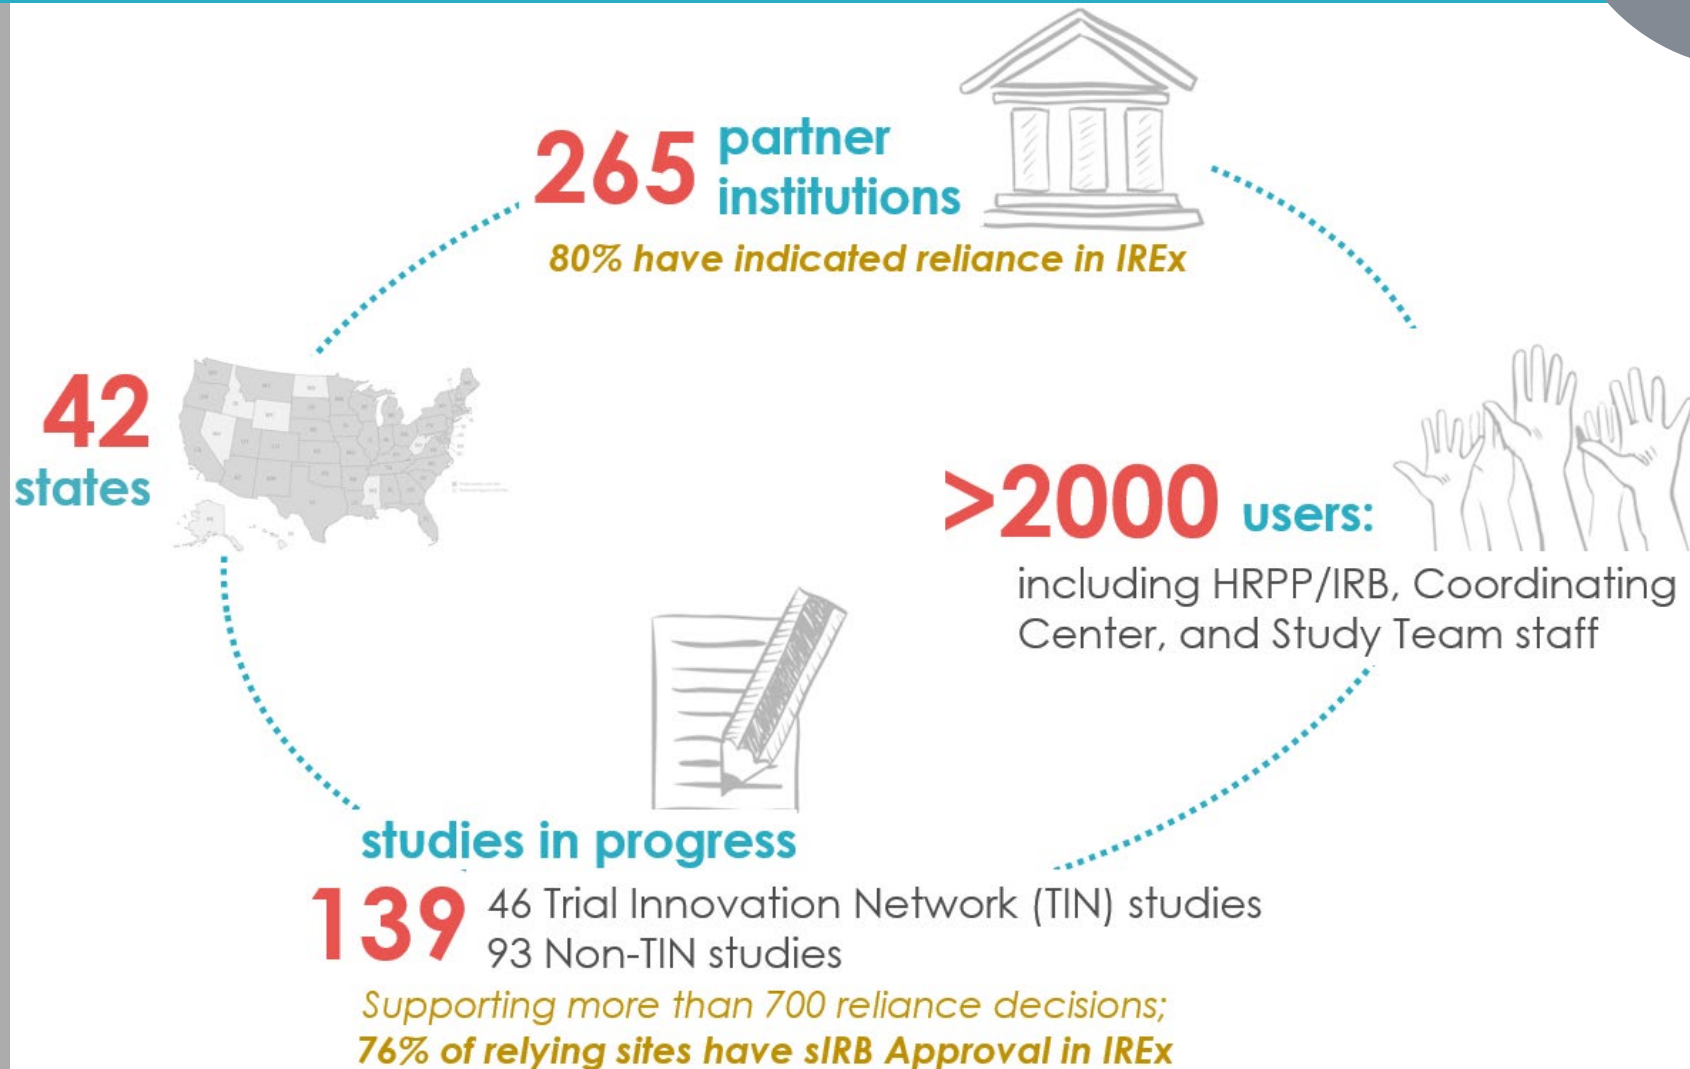 265 partner
institutions
80% have indicated reliance in IREx
42
states
>2000 users:
including HRPP/IRB, Coordinating
Center, and Study Team staff
studies in progress
139
46 Trial Innovation Network (TIN) studies
93 Non-TIN studies
Supporting more than 700 reliance decisions;
76% of relying sites have sIRB Approval in IREx